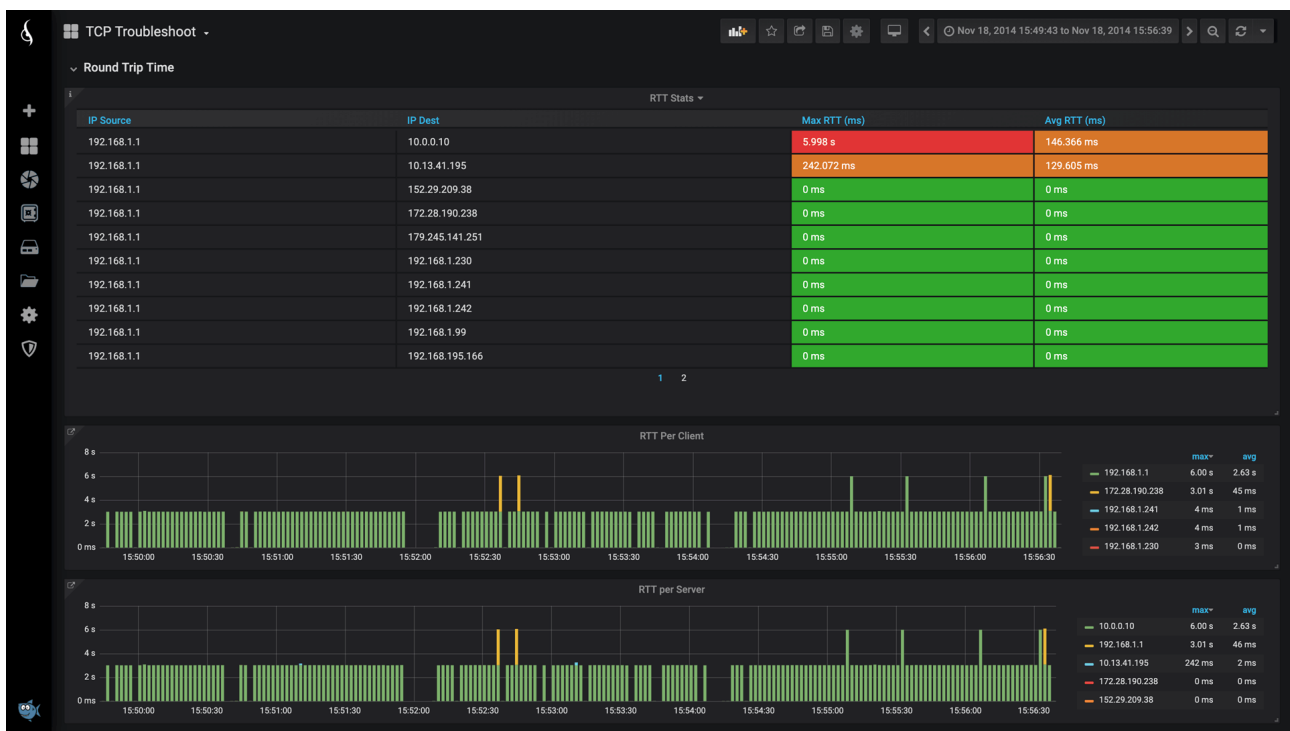 TCP Troubleshoot
Nov 18, 2014 15:49:43 to Nov 18, 2014 15:56:39
Round Trip Time
i
RTT Stats
IP Source IP Dest Max RTT (ms) Avg RTT (ms)
192.168.1.1 10.0.0.10 5.998 s 146.366 ms
192.168.1.1 10.13.41.195 242.072 ms 129.605 ms
192.168.1.1 152.29.209.38 0 ms 0 ms
192.168.1.1 172.28.190.238 0 ms 0 ms
192.168.1.1 179.245.141.251 0 ms 0 ms
192.168.1.1 192.168.1.230 0 ms 0 ms
192.168.1.1 192.168.1.241 0 ms 0 ms
192.168.1.1 192.168.1.242 0 ms 0 ms
192.168.1.1 192.168.1.99 0 ms 0 ms
192.168.1.1 192.168.195.166 0 ms 0 ms
1 2
RTT Per Client
8 s
6 s
4 s
2 s
0 ms
15:50:00 15:50:30 15:51:00 15:51:30 15:52:00 15:52:30 15:53:00 15:53:30 15:54:00 15:54:30 15:55:00 15:55:30 15:56:00 15:56:30
max avg
192.168.1.1 6.00 s 2.63 s
172.28.190.238 3.01 s 45 ms
192.168.1.241 4 ms 1 ms
192.168.1.242 4 ms 1 ms
192.168.1.230 3 ms 0 ms
RTT per Server
8 s
6 s
4 s
2 s
0 ms
15:50:00 15:50:30 15:51:00 15:51:30 15:52:00 15:52:30 15:53:00 15:53:30 15:54:00 15:54:30 15:55:00 15:55:30 15:56:00 15:56:30
max avg
10.0.0.10 6.00 s 2.63 s
192.168.1.1 3.01 s 46 ms
10.13.41.195 242 ms 2 ms
172.28.190.238 0 ms 0 ms
152.29.209.38 0 ms 0 ms